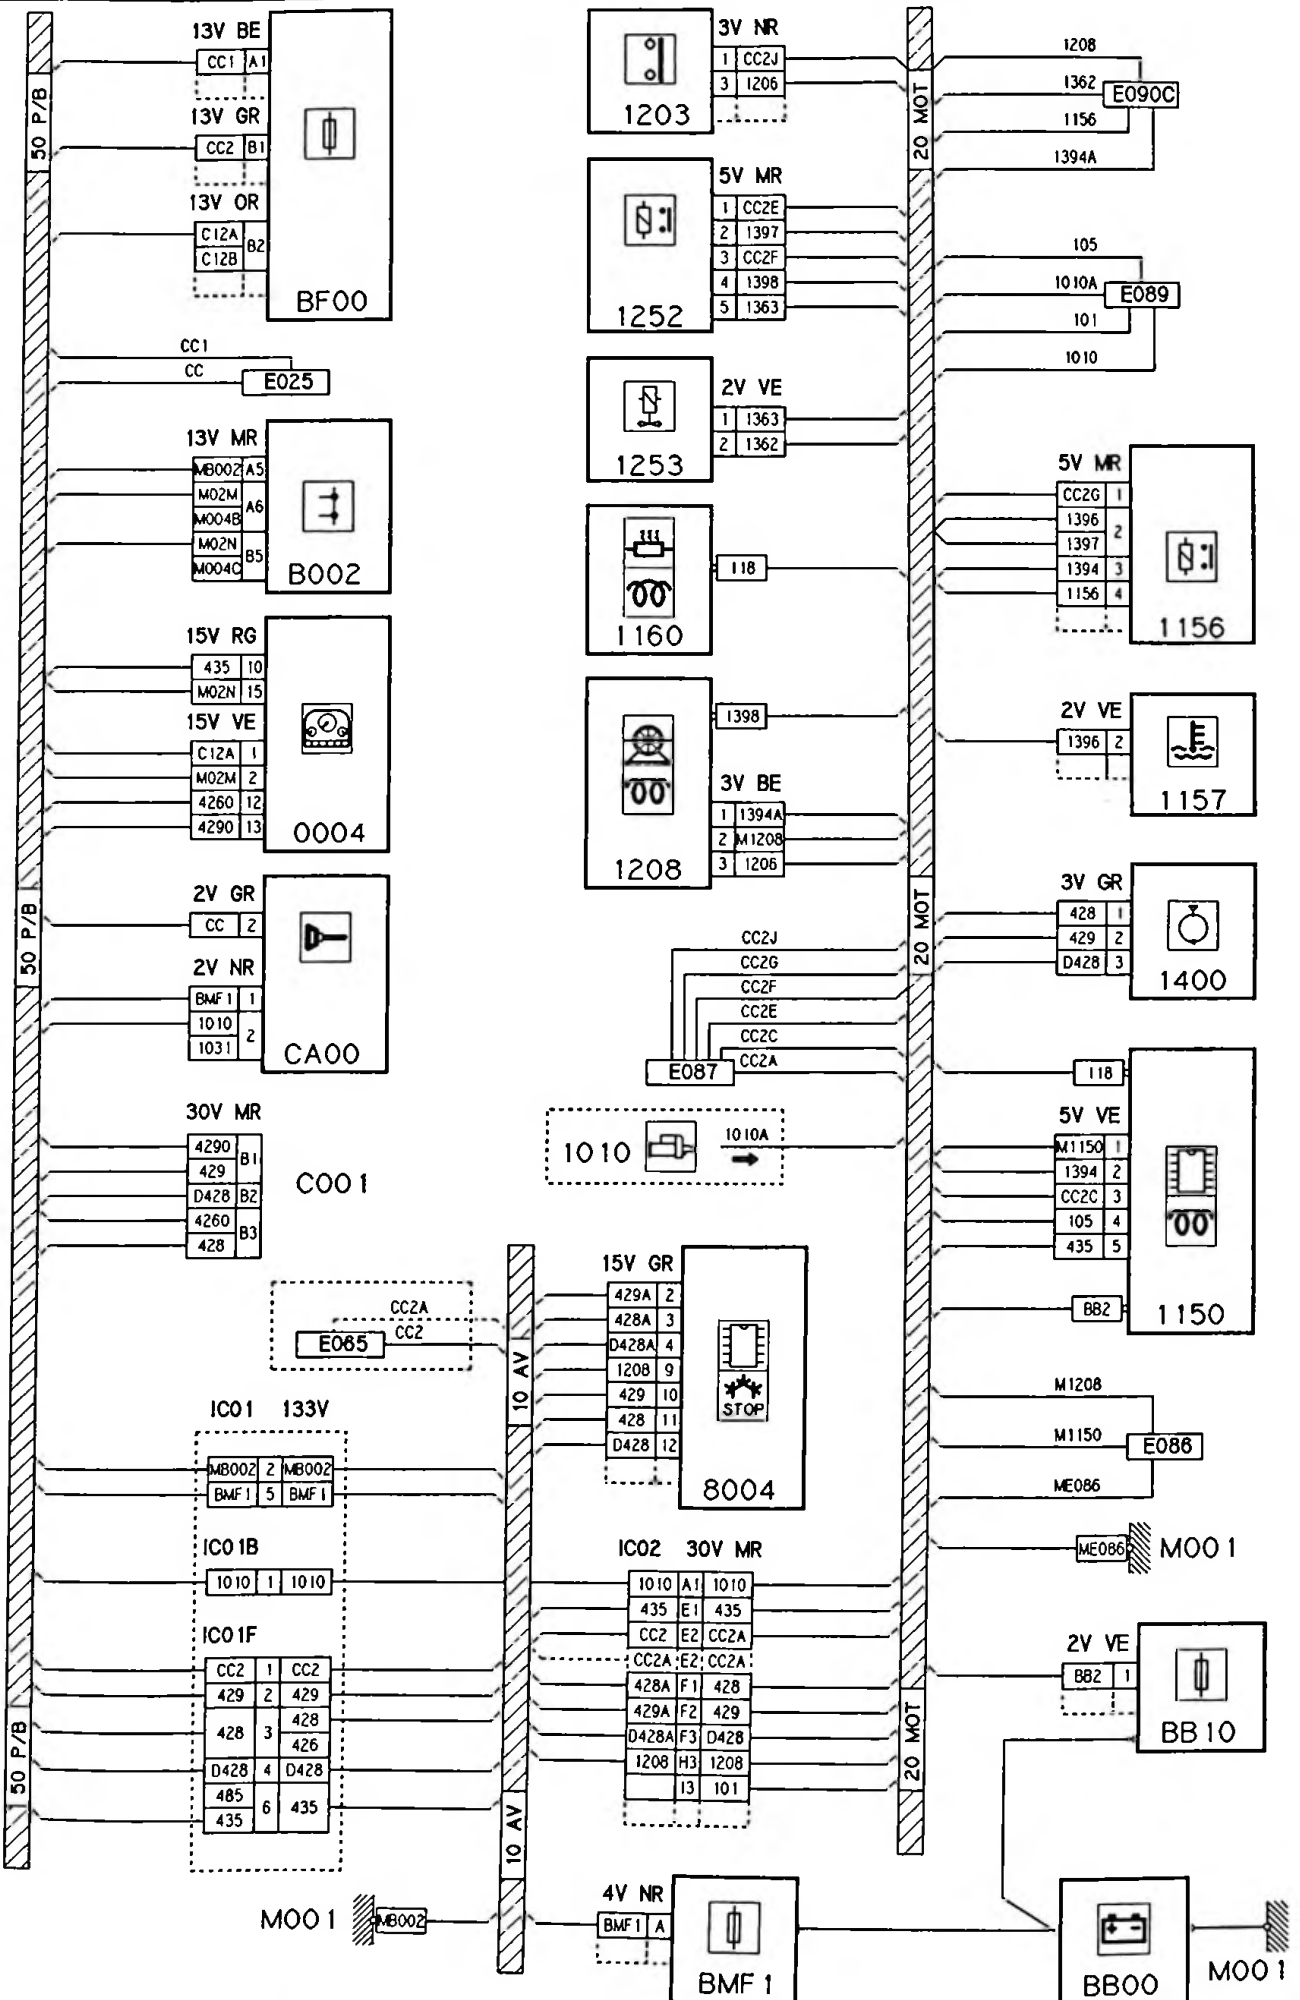 50 P/B
13V BE
CC1 A1
13V GR
CC2 B1
13V OR
C12A B2
C12B
BF00
CC1
CC
E025
13V MR
MB002 A5
M02M A6
M004B
M02N B5
M004C
B002
15V RG
435 10
M02N 15
15V VE
C12A 1
M02M 2
4260 12
4290 13
0004
50 P/B
2V GR
CC 2
2V NR
BMF1 1
1010 2
1031
CA00
30V MR
4290 B1
429
D428 B2
4260 B3
428
C001
CC2A
CC2
E065
IC01 133V
MB002 2 MB002
BMF1 5 BMF1
IC01B
1010 1 1010
IC01F
CC2 1 CC2
429 2 429
428 3 428
426
D428 4 D428
485 6 435
435
50 P/B
M001
MB002
3V NR
1 CC2J
3 1206
1203
5V MR
1 CC2E
2 1397
3 CC2F
4 1398
5 1363
1252
2V VE
1 1363
2 1362
1253
118
1160
1398
3V BE
1 1394A
2 M1208
3 1206
1208
CC2J
CC2G
CC2F
CC2E
CC2C
CC2A
E087
1010
1010A
10 AV
15V GR
429A 2
428A 3
D428A 4
1208 9
429 10
428 11
D428 12
STOP
8004
IC02 30V MR
1010 A1 1010
435 E1 435
CC2 E2 CC2A
CC2A E2 CC2A
428A F1 428
429A F2 429
D428A F3 D428
1208 H3 1208
I3 101
10 AV
4V NR
BMF1 A
BMF1
20 MOT
1208
1362
E090C
1156
1394A
105
1010A
E089
101
1010
5V MR
CC2G 1
1396 2
1397
1394 3
1156 4
1156
2V VE
1396 2
1157
20 MOT
3V GR
428 1
429 2
D428 3
1400
118
5V VE
M1150 1
1394 2
CC2C 3
105 4
435 5
BB2
1150
M1208
M1150
E086
ME086
ME086
M001
2V VE
BB2 1
BB10
20 MOT
BB00
M001